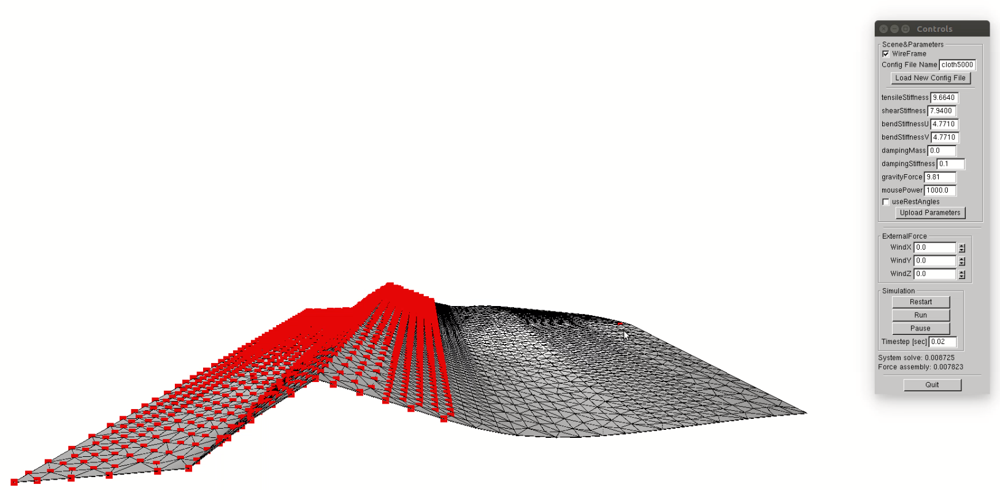 Controls
Scene&Parameters
WireFrame
Config File Name cloth5000
Load New Config File
tensileStiffness 9.6640
shearStiffness 7.9400
bendStiffnessU 4.7710
bendStiffnessV 4.7710
dampingMass 0.0
dampingStiffness 0.1
gravityForce 9.81
mousePower 1000.0
useRestAngles
Upload Parameters
ExternalForce
WindX 0.0
WindY 0.0
WindZ 0.0
Simulation
Restart
Run
Pause
Timestep [sec] 0.02
System solve: 0.008725
Force assembly: 0.007823
Quit